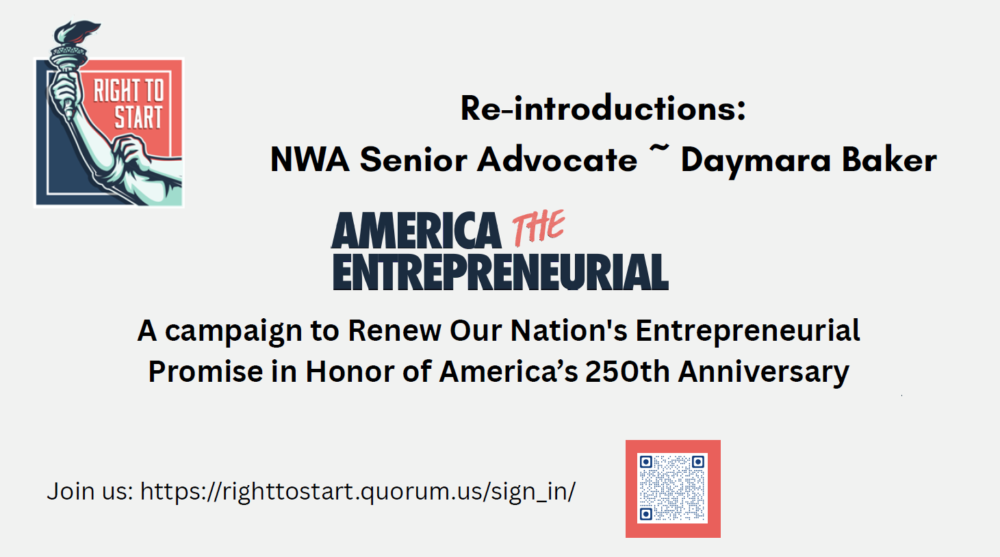 RIGHT TO
START
Re-introductions:
NWA Senior Advocate ~ Daymara Baker
AMERICA THE
ENTREPRENEURIAL
A campaign to Renew Our Nation's Entrepreneurial
Promise in Honor of America’s 250th Anniversary
Join us: https://righttostart.quorum.us/sign_in/